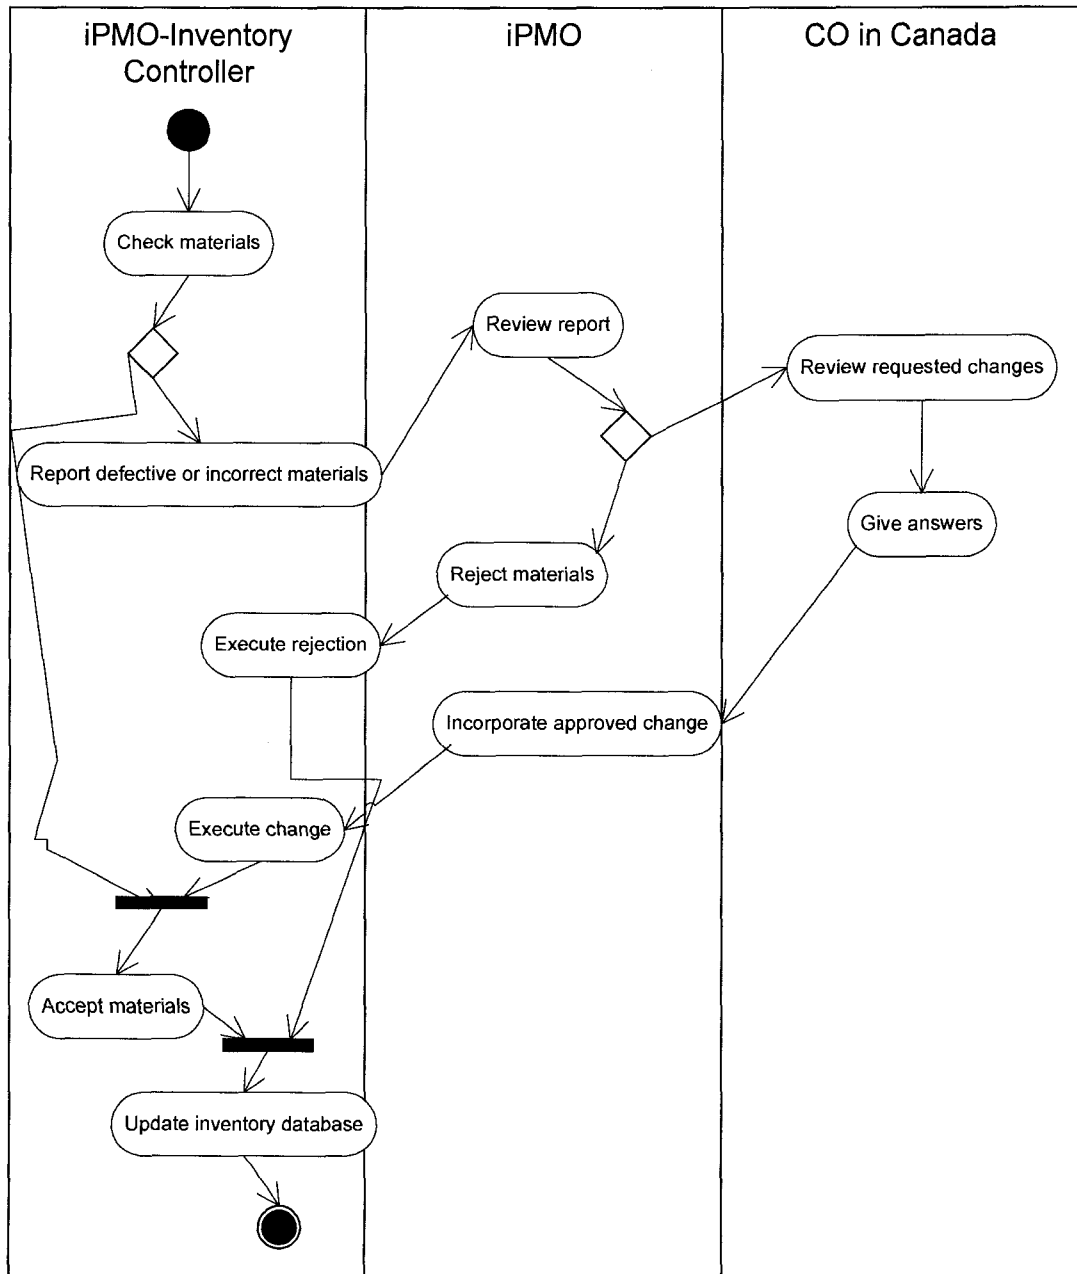 iPMO-Inventory
Controller
iPMO
CO in Canada
Check materials
Review report
Review requested changes
Report defective or incorrect materials
Give answers
Reject materials
Execute rejection
Incorporate approved change
Execute change
Accept materials
Update inventory database